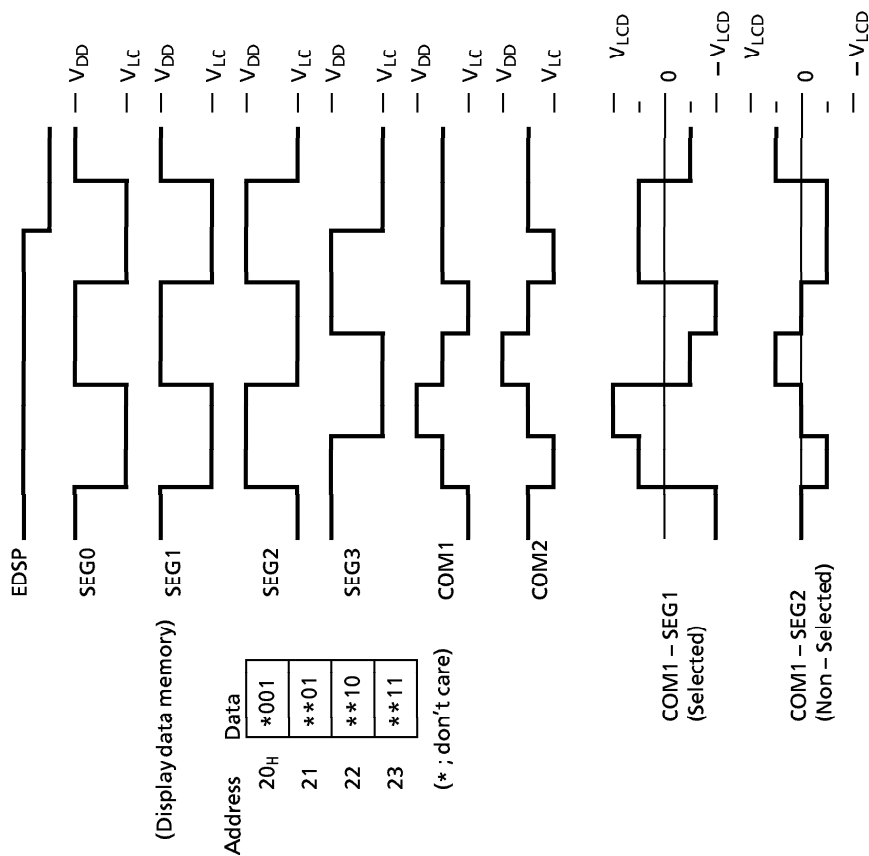 EDSP
SEG0
V_DD
V_LC
SEG1
V_DD
V_LC
SEG2
V_DD
V_LC
SEG3
V_DD
V_LC
COM1
V_DD
V_LC
COM2
V_DD
V_LC
COM1 – SEG1
(Selected)
V_LCD
0
– V_LCD
COM1 – SEG2
(Non – Selected)
V_LCD
0
– V_LCD
(Display data memory)
Address Data
20_H *001
21 **01
22 **10
23 **11
(* ; don't care)